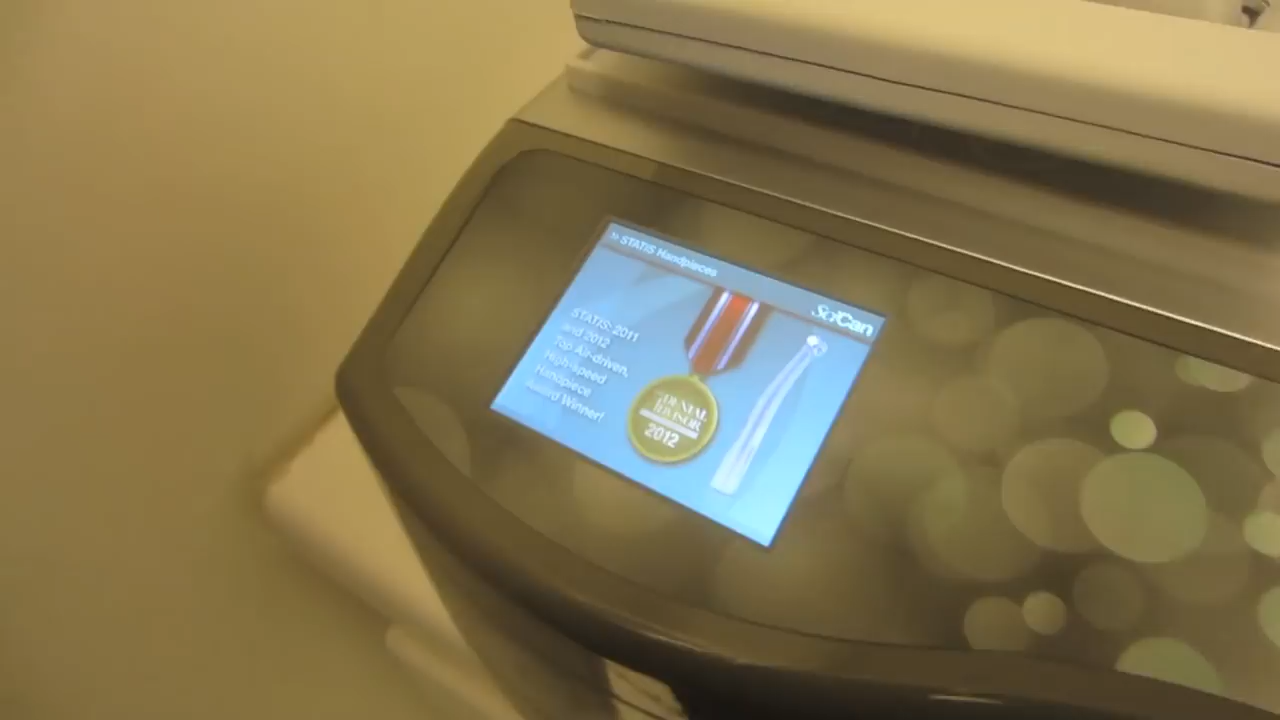 » STATIS Handpieces
SciCan
STATIS: 2011
and 2012
Top Air-driven,
High-speed
Handpiece
Award Winner!
DENTAL
ADVISOR
2012